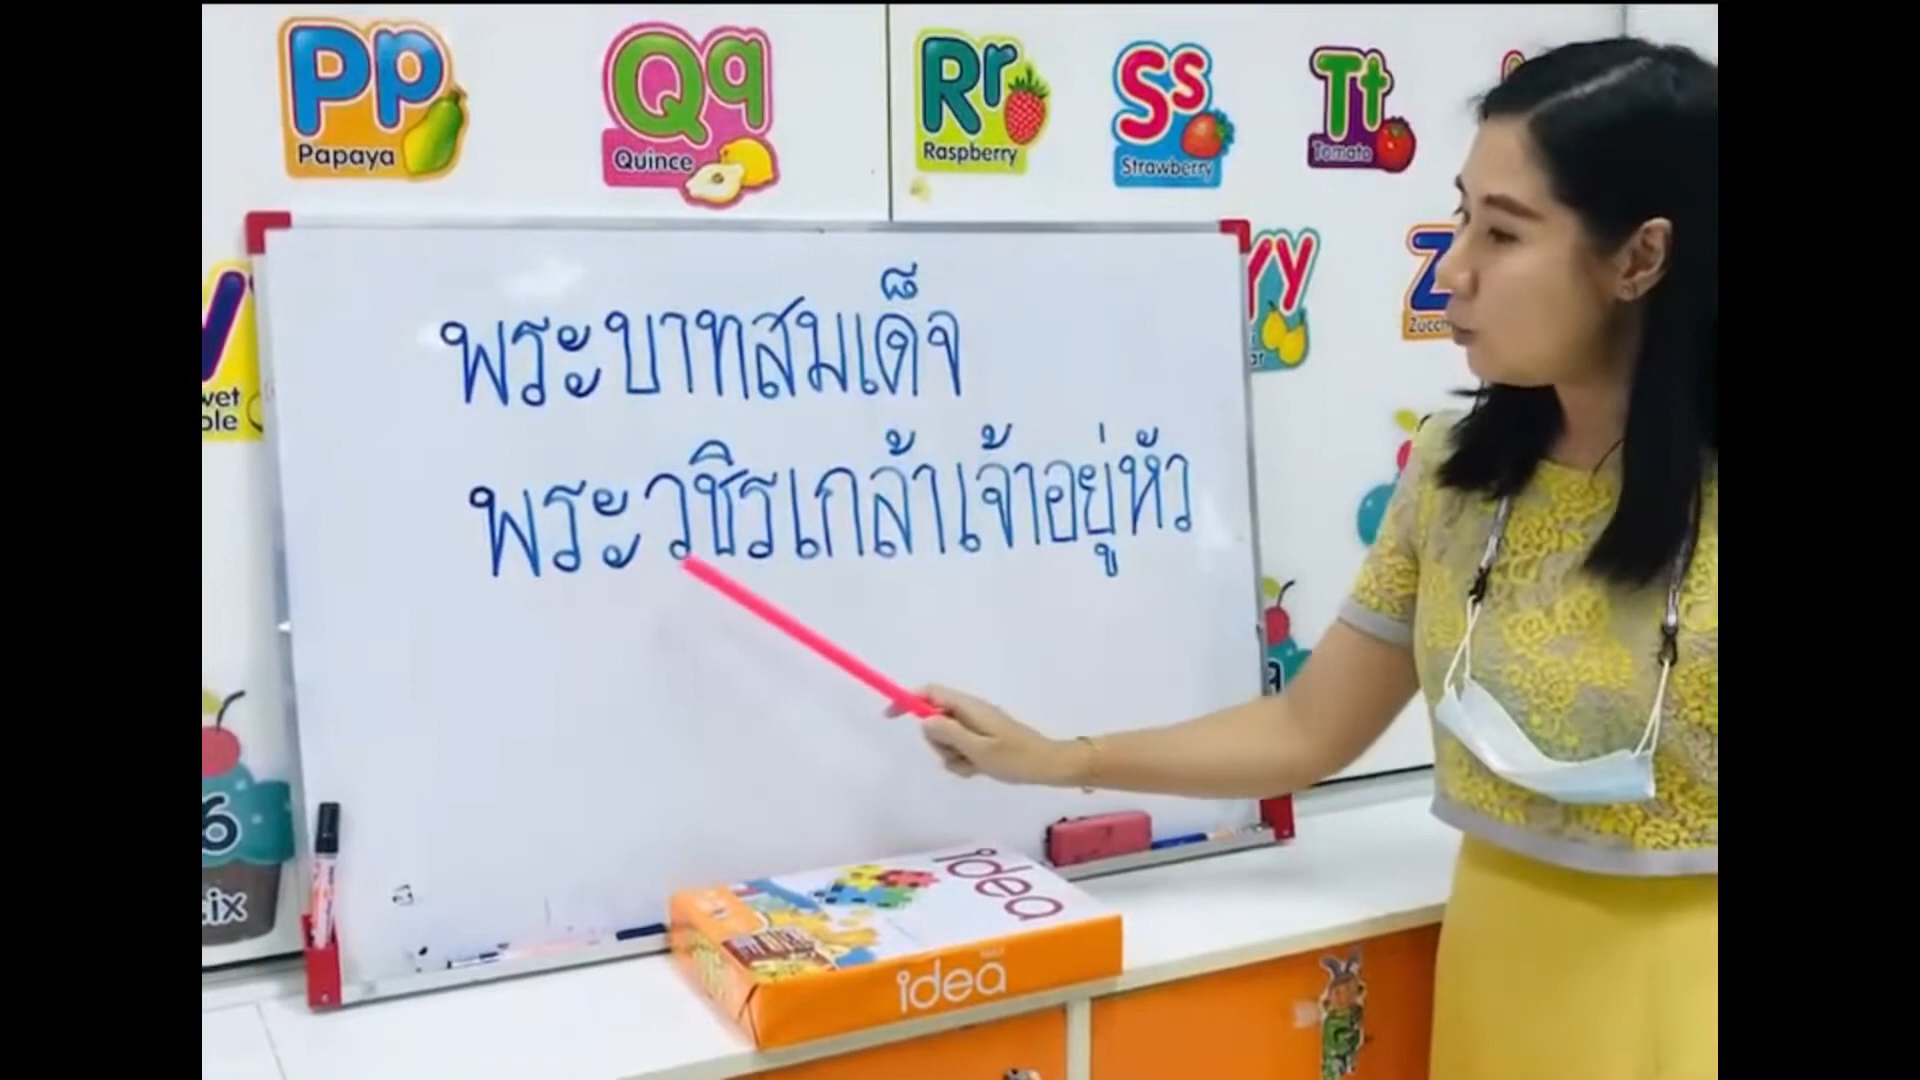 Pp
Papaya
Qq
Quince
Rr
Raspberry
Ss
Strawberry
Tt
Tomato
พระบาทสมเด็จ
พระวชิรเกล้าเจ้าอยู่หัว
Yy
Z
6
idea
idea